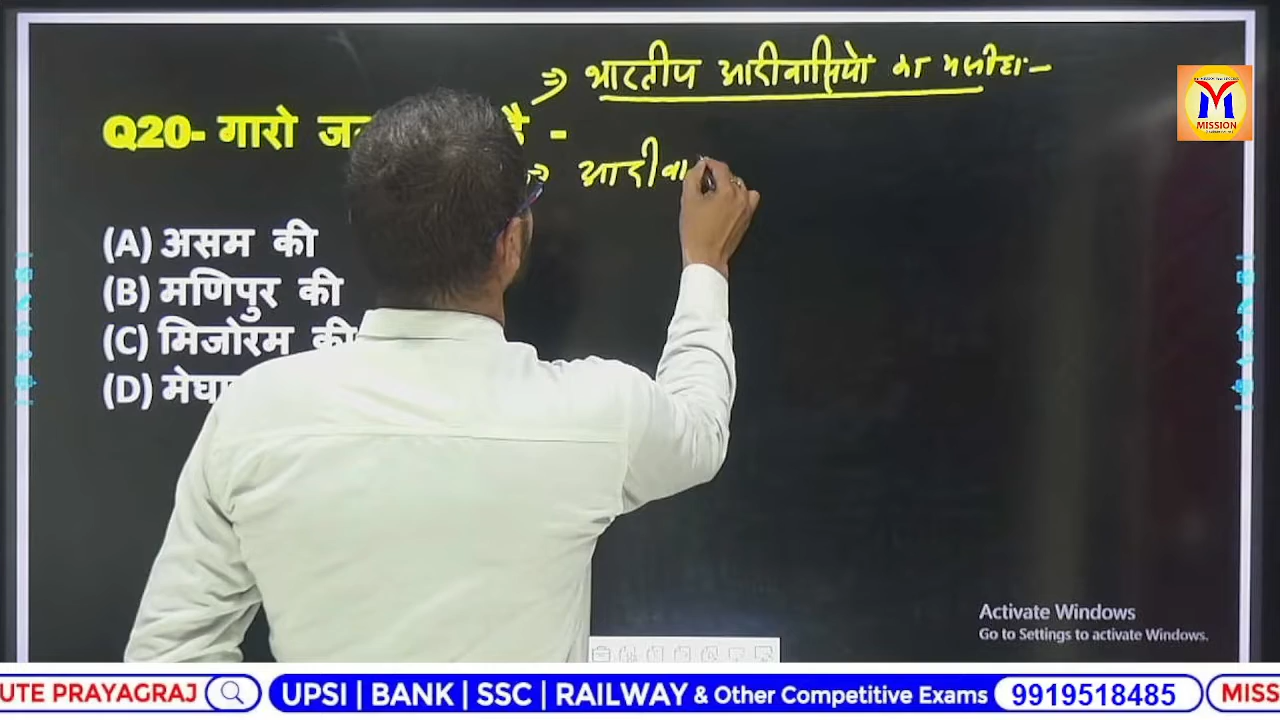 ⇒ भारतीय आदीवासियों का मसीहा-
Q20- गारो है -
आदीवा
(A) असम की
(B) मणिपुर की
(C) मिजोरम की
(D)
MISSION
Activate Windows
Go to Settings to activate Windows.
UTE PRAYAGRAJ
UPSI | BANK | SSC | RAILWAY & Other Competitive Exams
9919518485
MISS